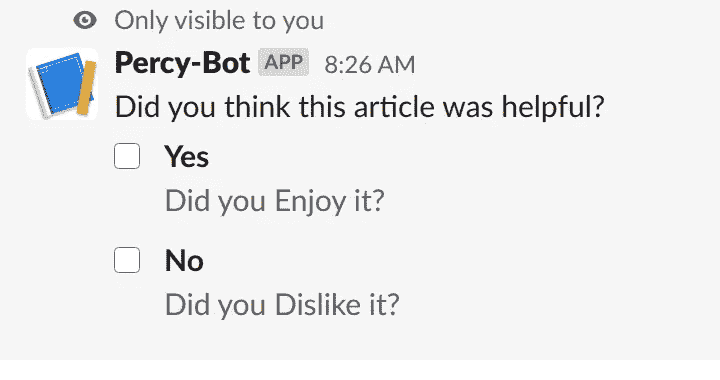 Only visible to you
Percy-Bot APP 8:26 AM
Did you think this article was helpful?
Yes
Did you Enjoy it?
No
Did you Dislike it?